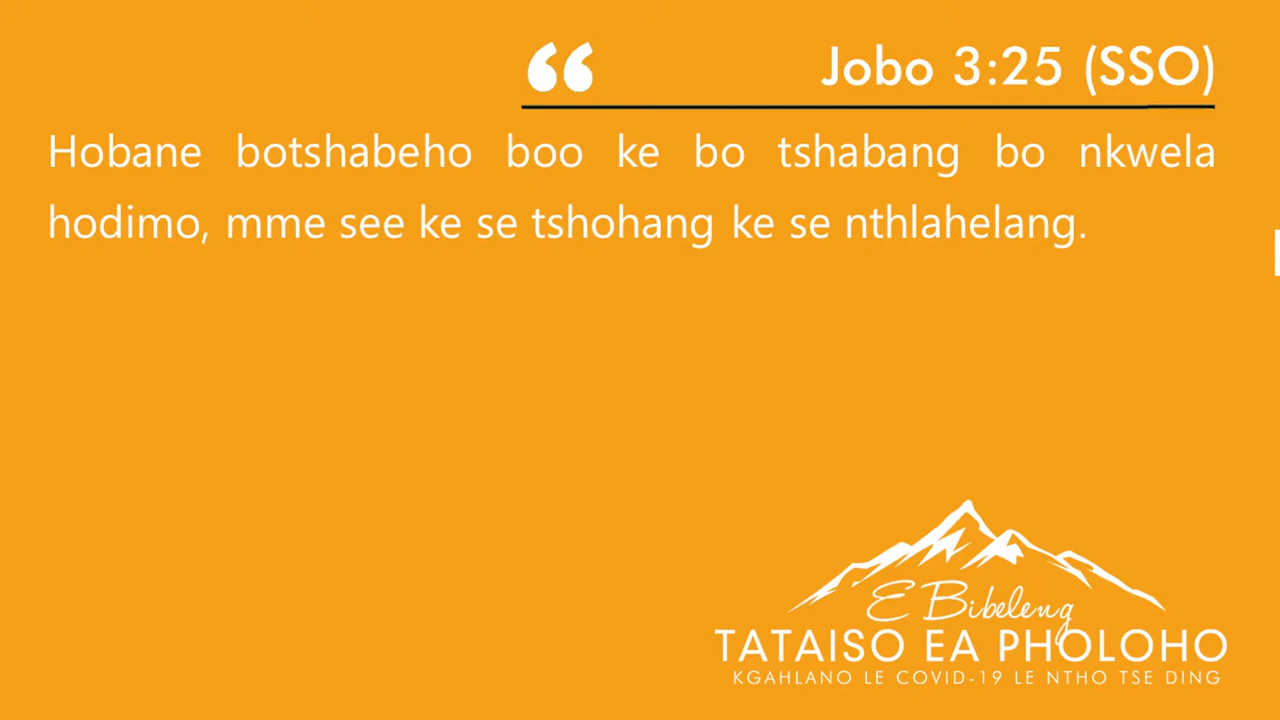 “ Jobo 3:25 (SSO)
Hobane botshabeho boo ke bo tshabang bo nkwela
hodimo, mme see ke se tshohang ke se nthlahelang.
E Bibeleng
TATAISO EA PHOLOHO
KGAHLANO LE COVID-19 LE NTHO TSE DING